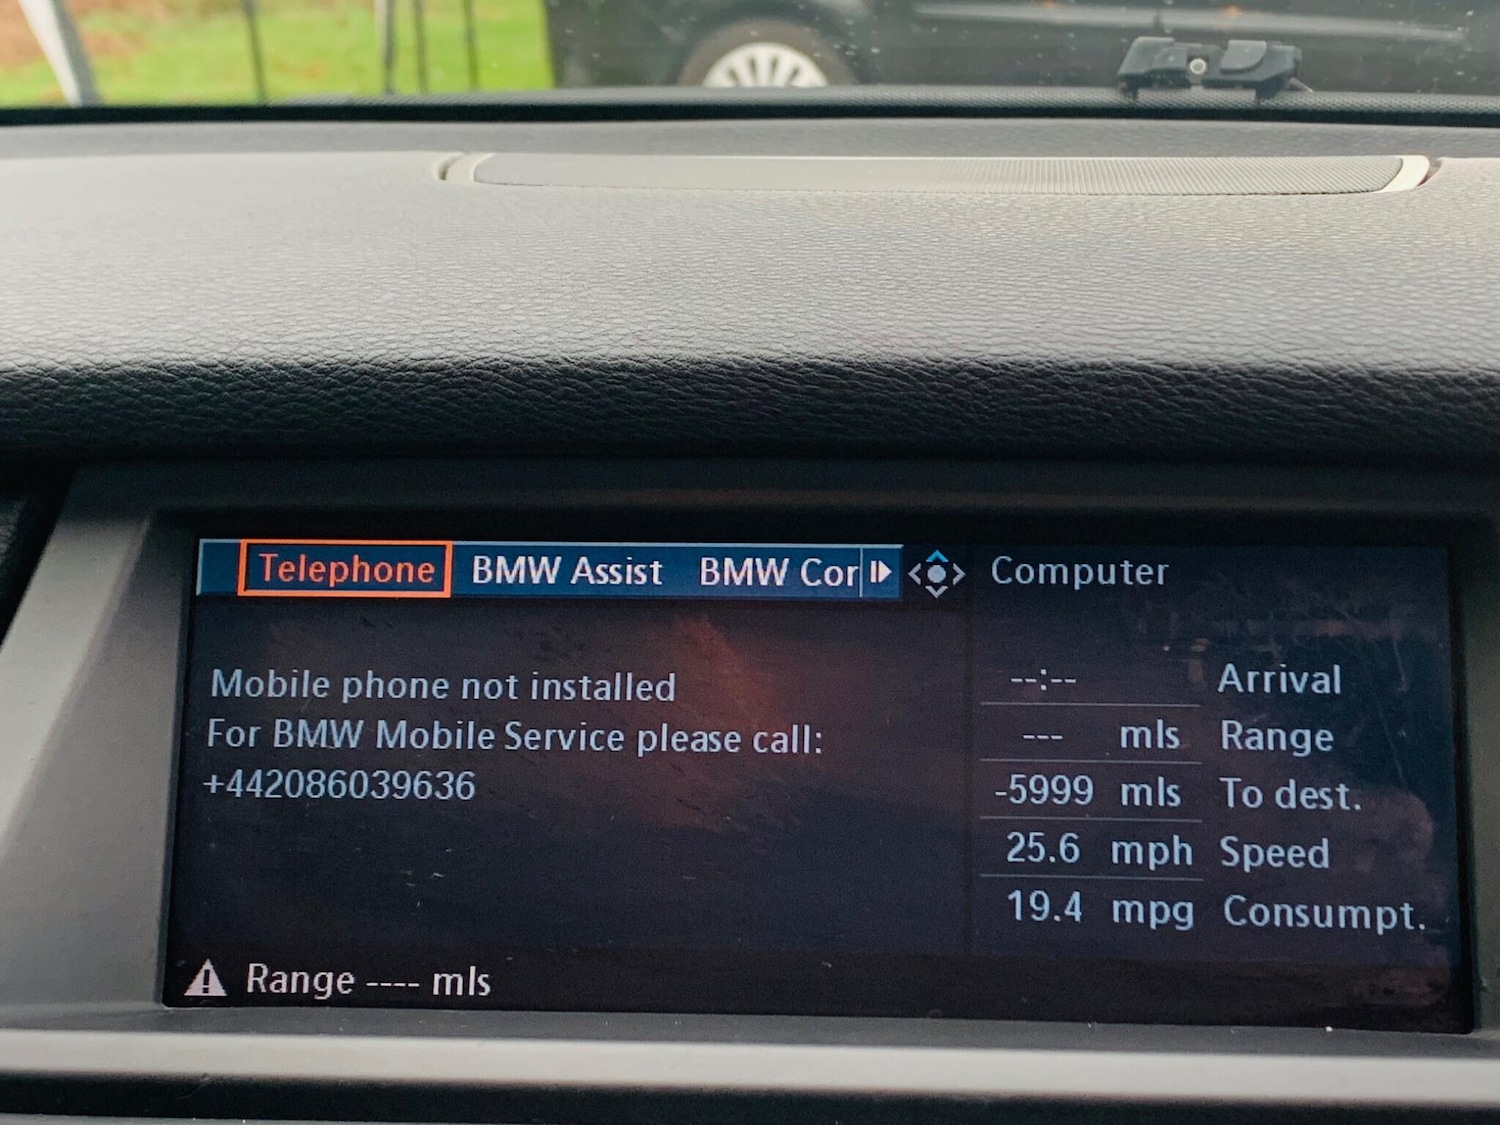 Telephone BMW Assist BMW Cor
Mobile phone not installed
For BMW Mobile Service please call:
+442086039636
Range ---- mls
Computer
--:-- Arrival
--- mls Range
-5999 mls To dest.
25.6 mph Speed
19.4 mpg Consumpt.